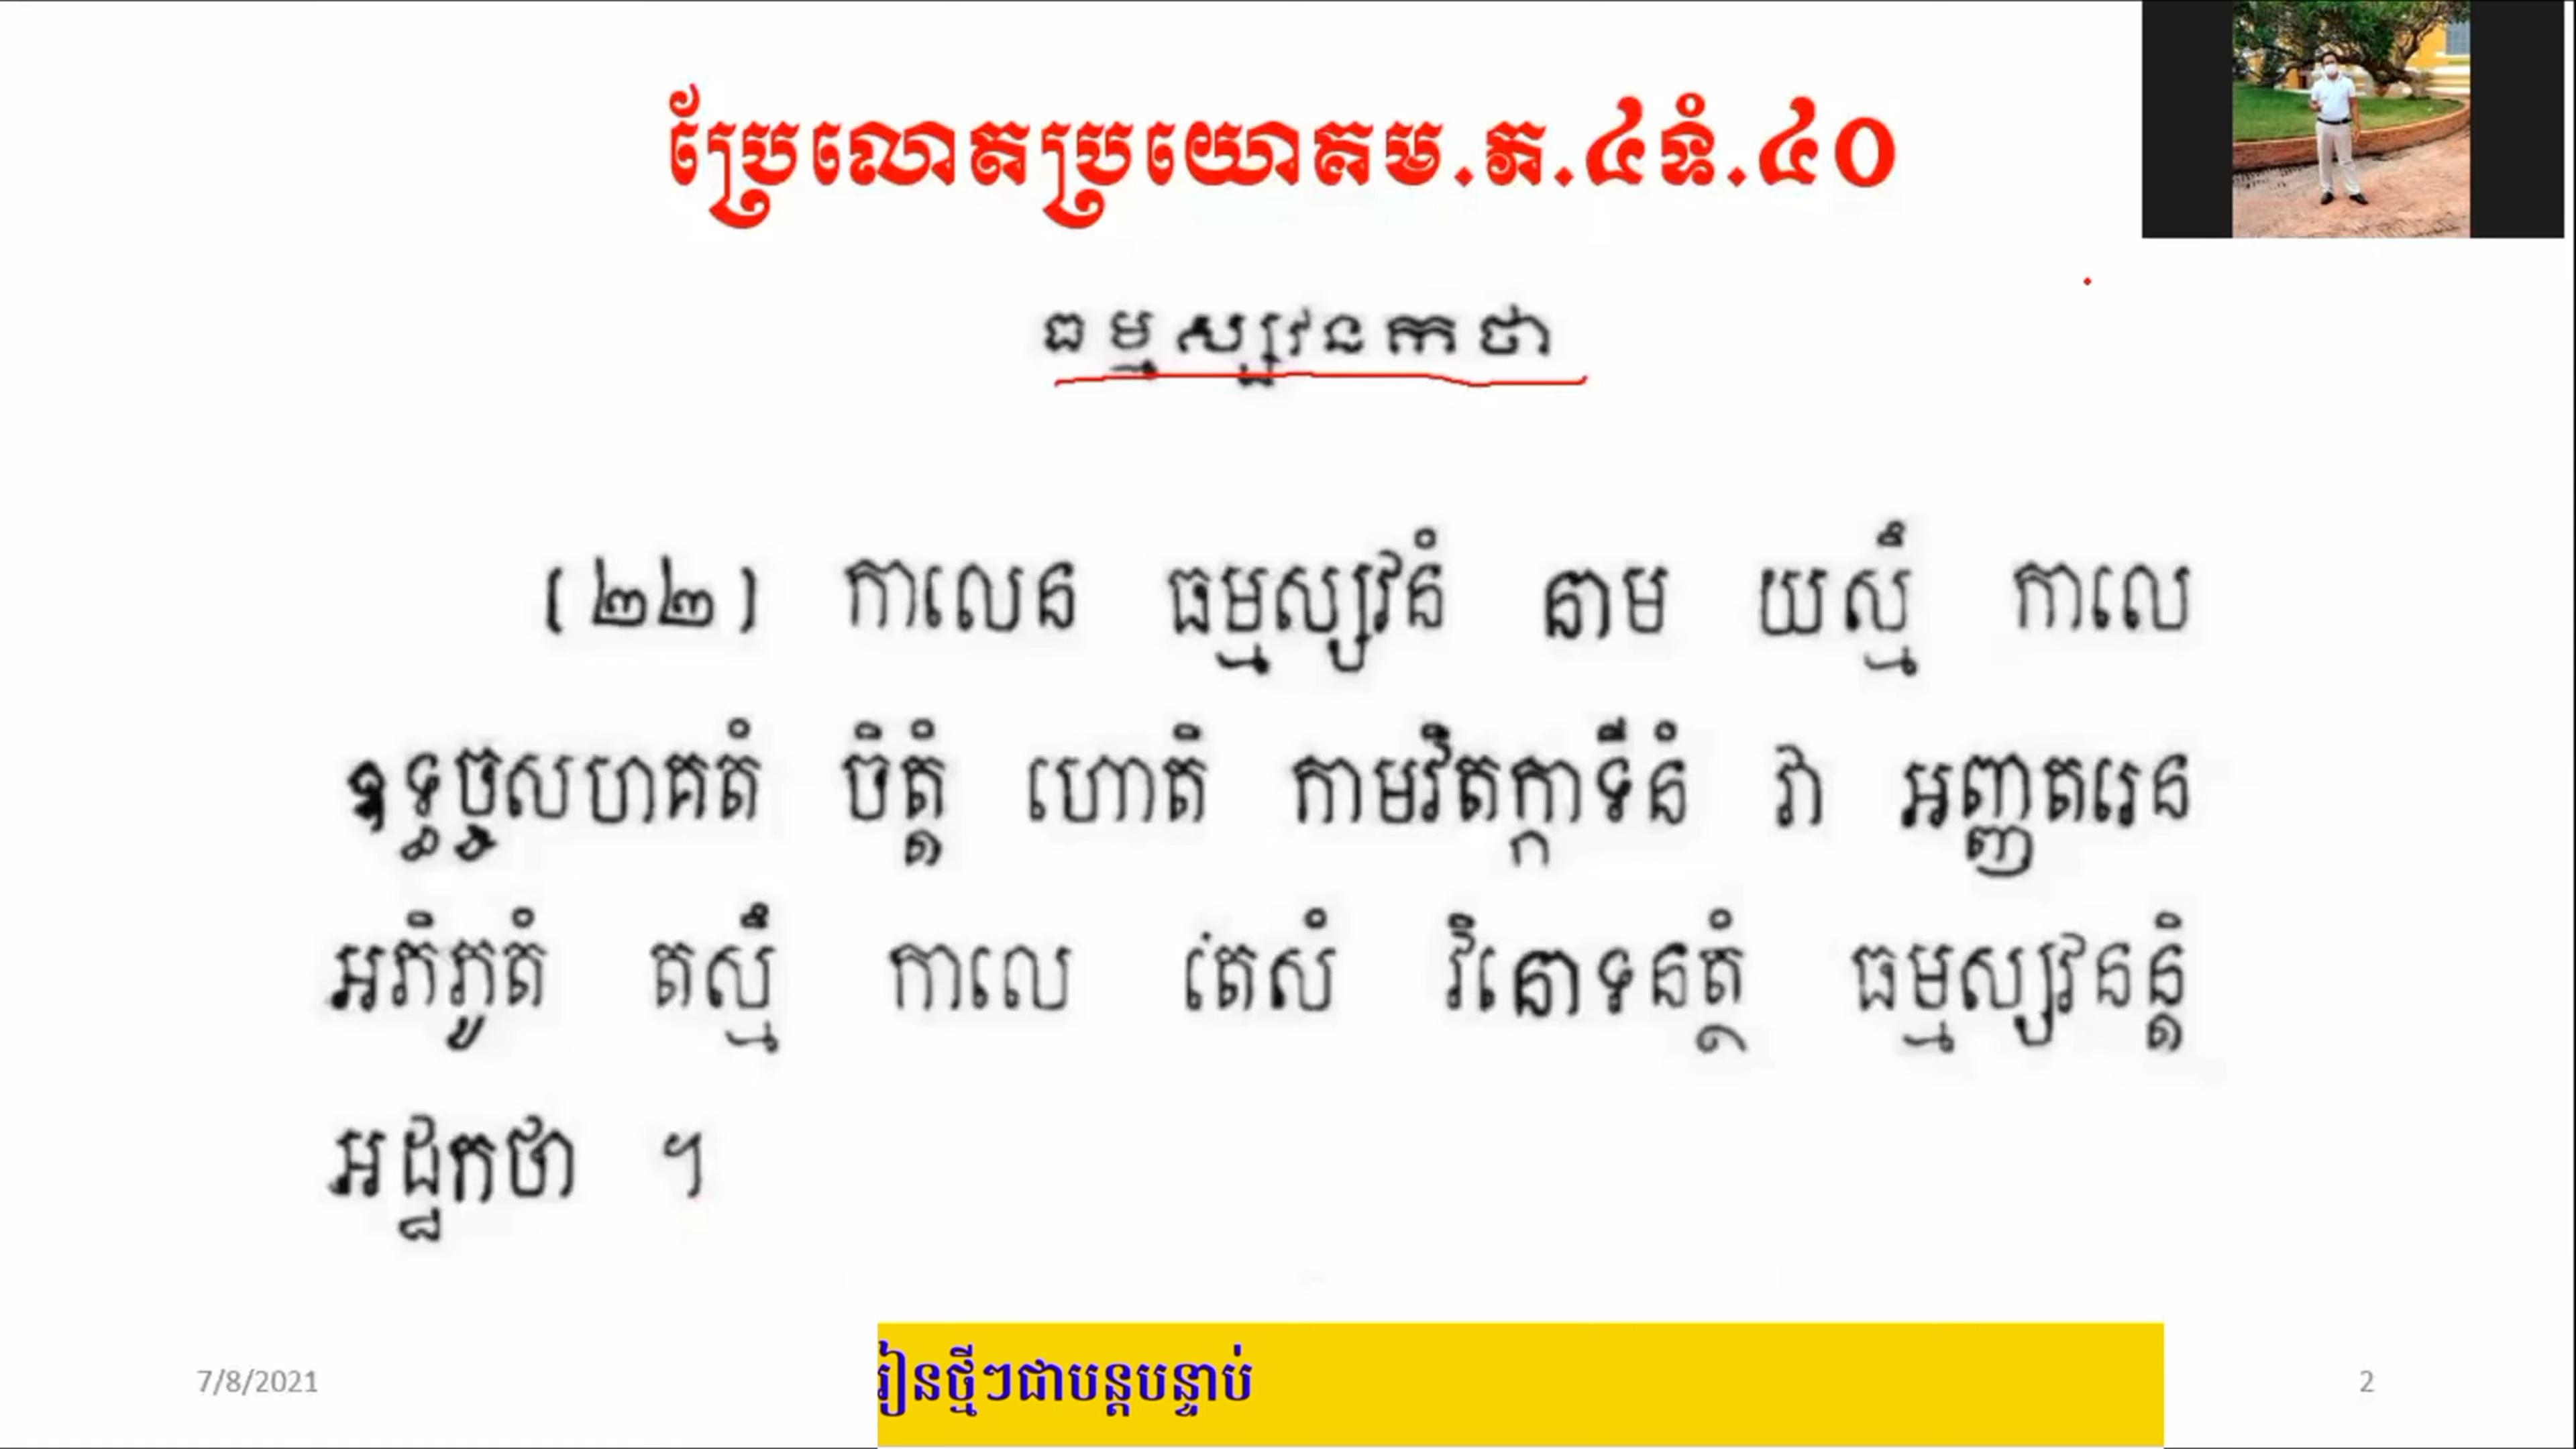 ប្រែលោតប្រយោគម.ភ.៤ទំ.៤០
ធម្មស្សវនកថា
(២២) កាលេន ធម្មស្សវនំ នាម យស្មឹ កាលេ
ឧទ្ធច្ចសហគតំ ចិត្តំ ហោតិ កាមវិតក្កាទីនំ វា អញ្ញតរេន
អភិភូតំ តស្មឹ កាលេ តេសំ វិនោទនត្ថំ ធម្មស្សវនន្តិ
អដ្ឋកថា ។
រៀនថ្មីៗជាបន្តបន្ទាប់
7/8/2021
2